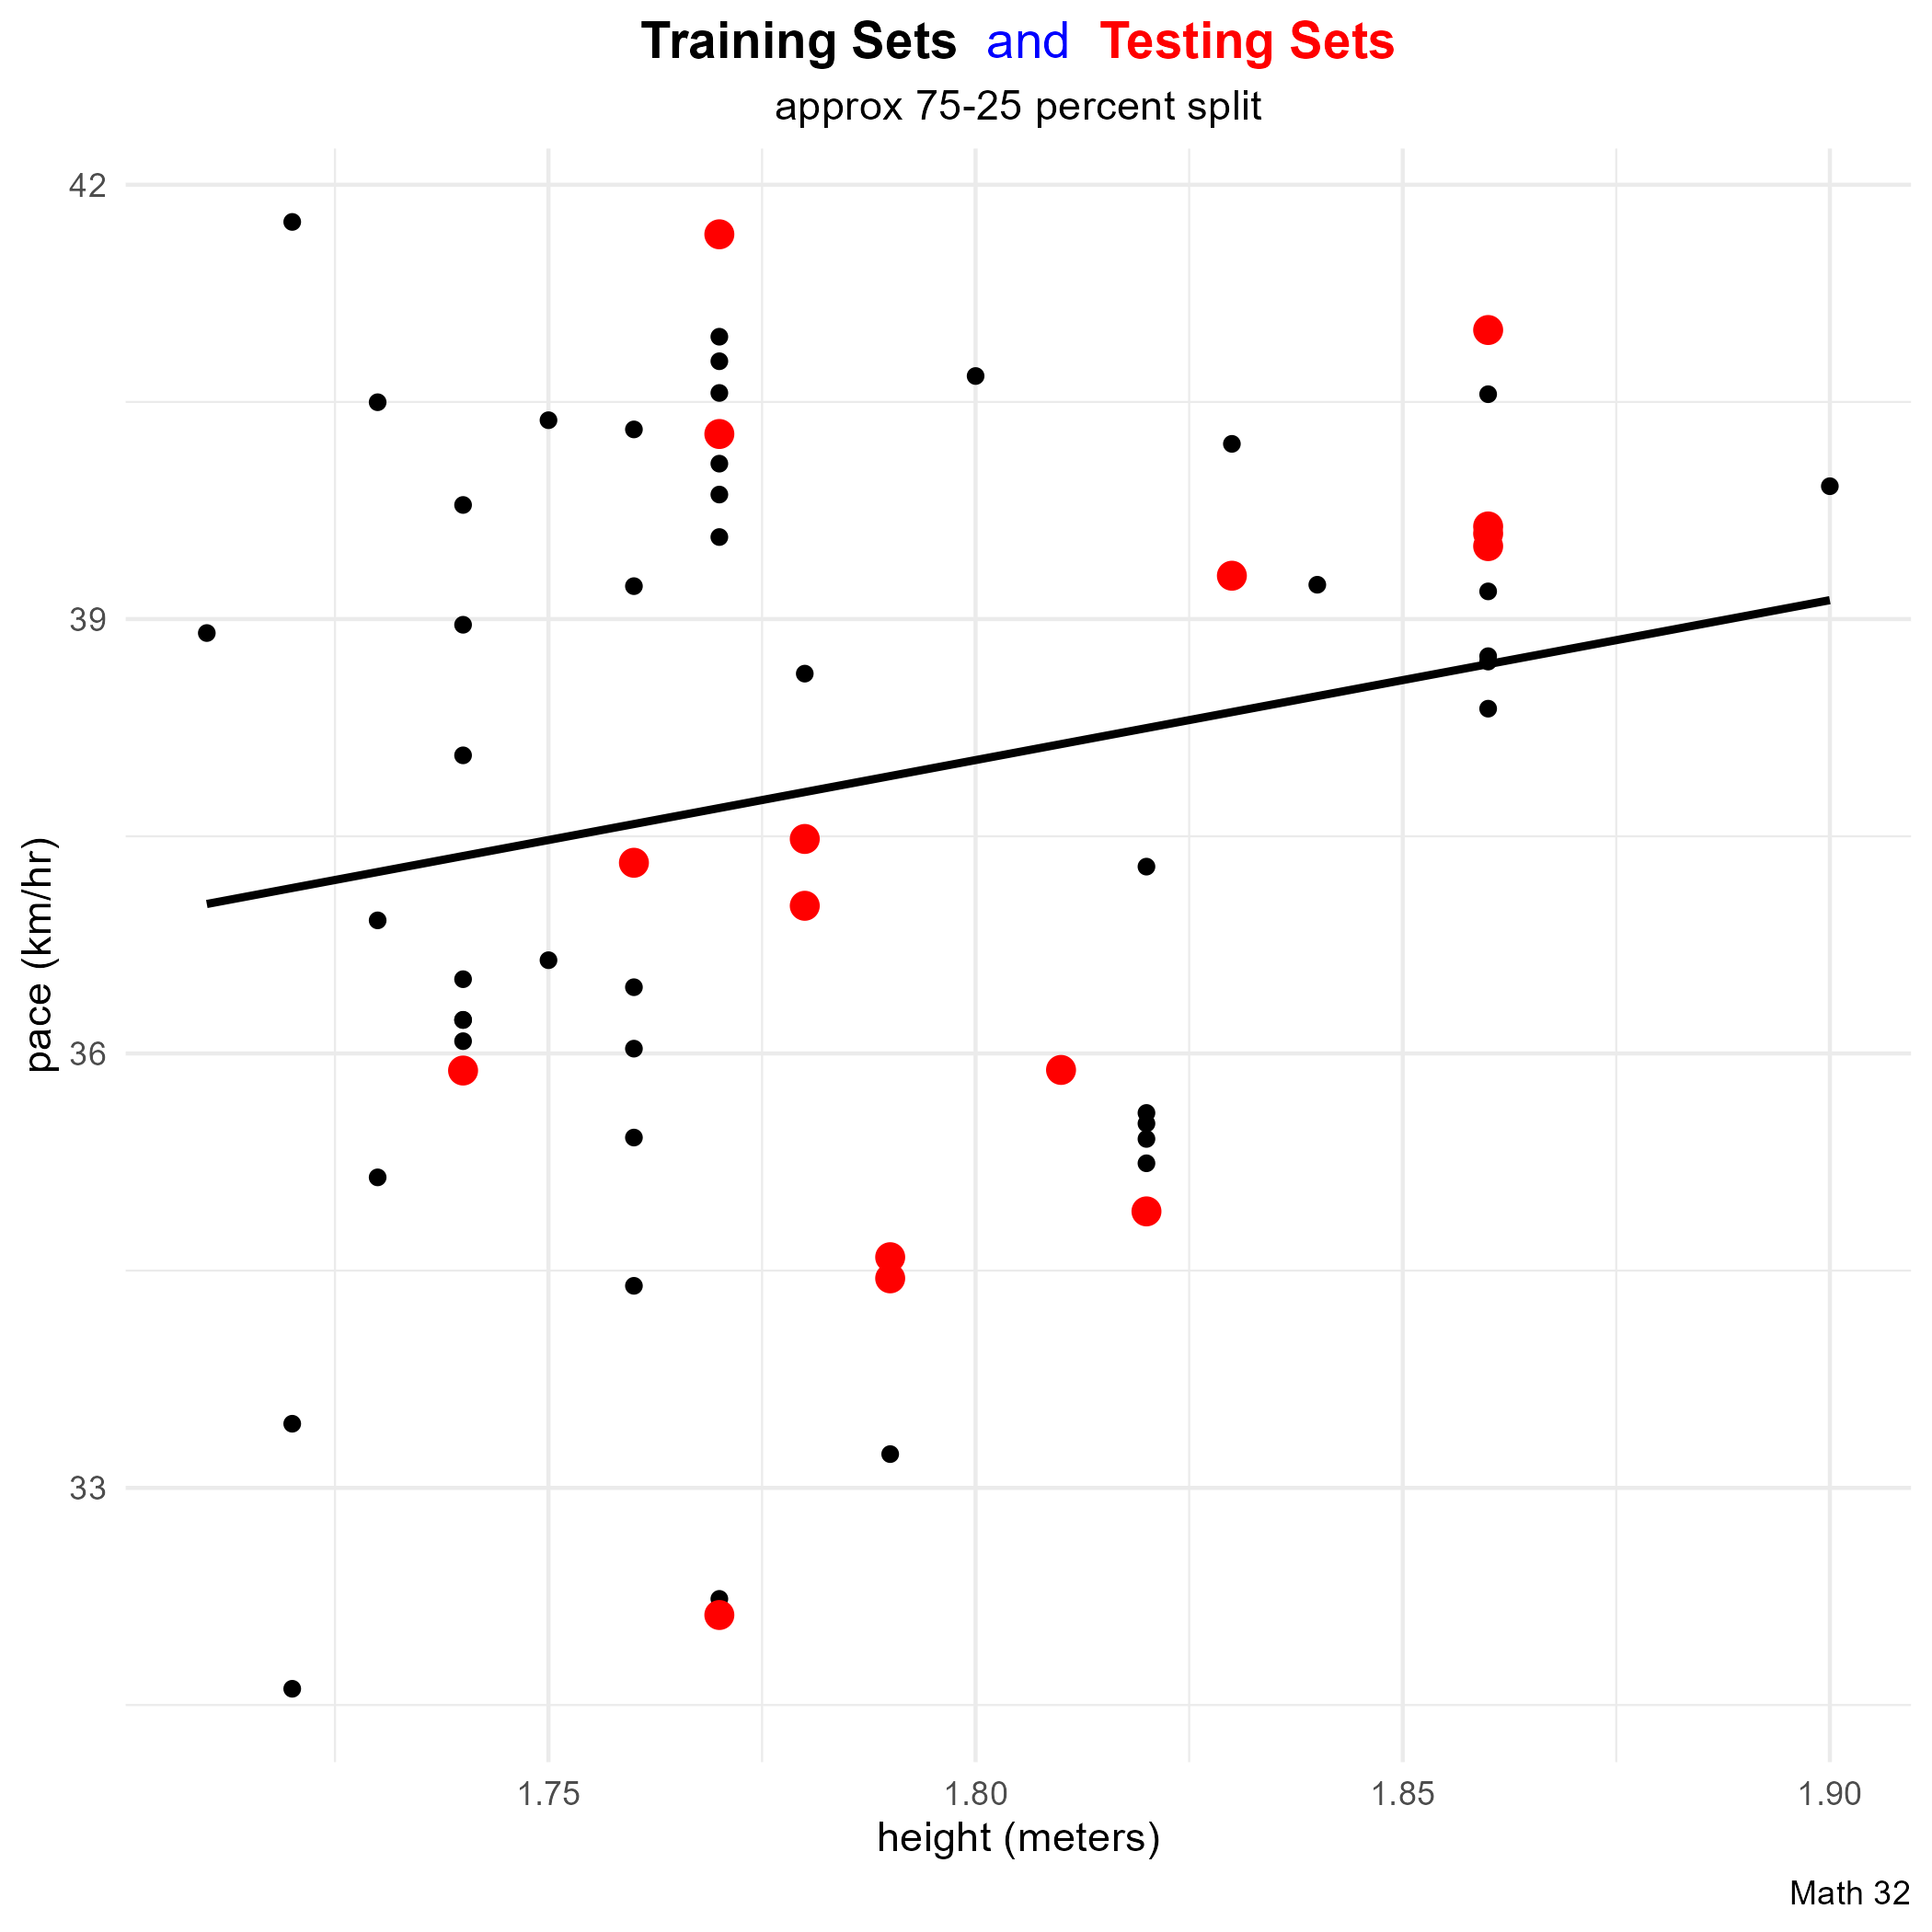 Training Sets and Testing Sets
approx 75-25 percent split
42
39
36
33
pace (km/hr)
1.75 1.80 1.85 1.90
height (meters)
Math 32